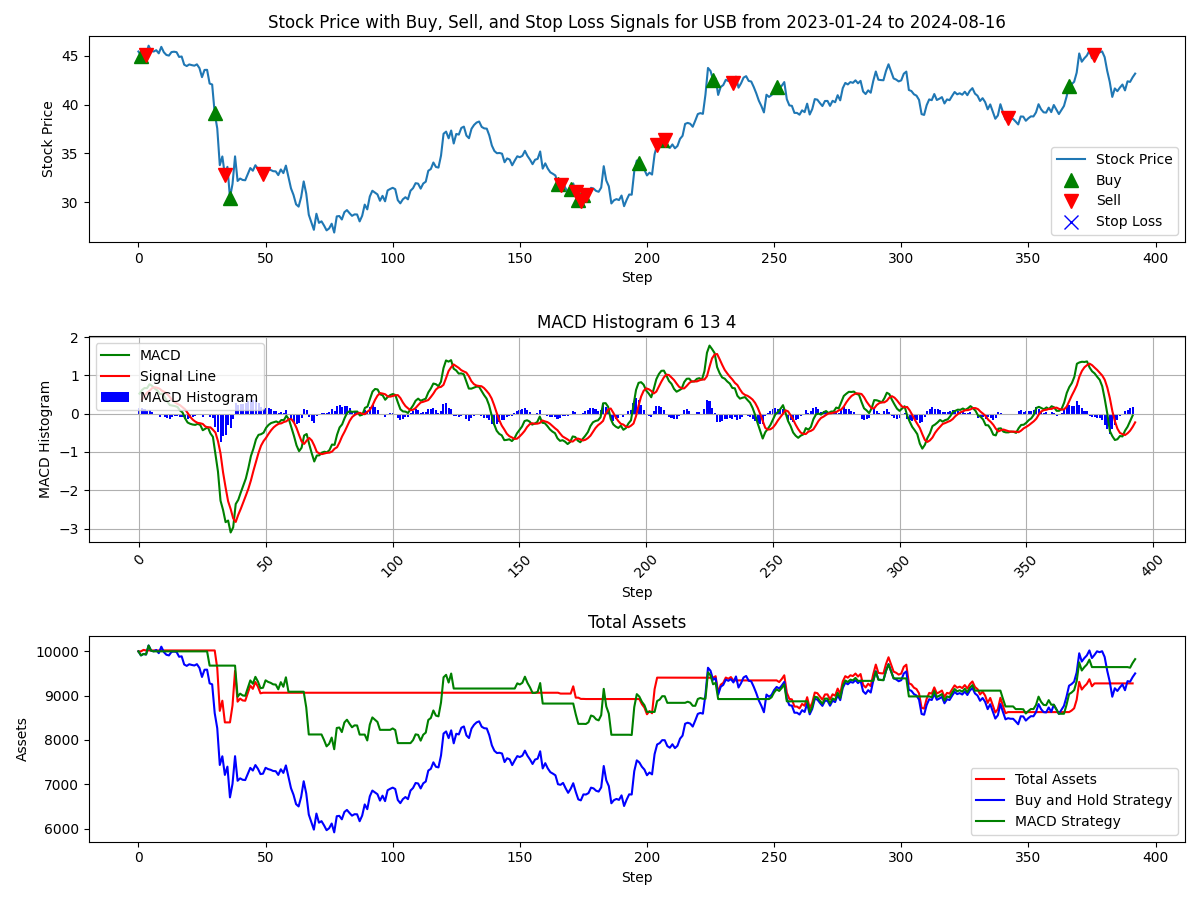 Stock Price with Buy, Sell, and Stop Loss Signals for USB from 2023-01-24 to 2024-08-16
Stock Price
45
40
35
30
Stock Price
Buy
Sell
Stop Loss
0 50 100 150 200 250 300 350 400
Step
MACD Histogram 6 13 4
MACD Histogram
2
1
0
−1
−2
−3
MACD
Signal Line
MACD Histogram
0 50 100 150 200 250 300 350 400
Step
Total Assets
Assets
10000
9000
8000
7000
6000
Total Assets
Buy and Hold Strategy
MACD Strategy
0 50 100 150 200 250 300 350 400
Step